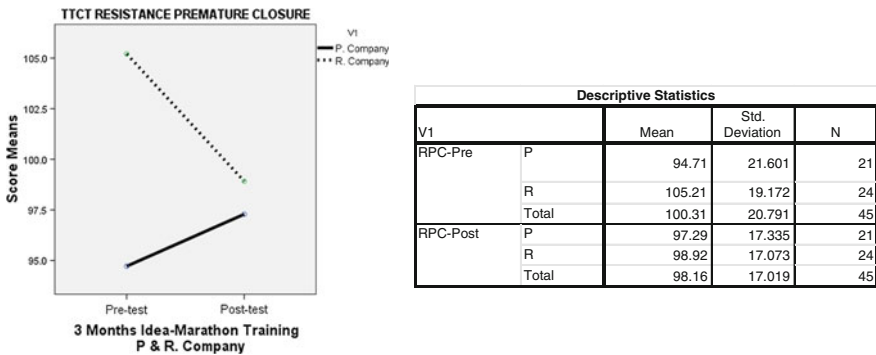 TTCT RESISTANCE PREMATURE CLOSURE
V1
P. Company
R. Company
105.0
102.5
100.0
97.5
95.0
Score Means
Pre-test Post-test
3 Months Idea-Marathon Training
P & R. Company
Descriptive Statistics
V1 Mean Std. Deviation N
RPC-Pre P 94.71 21.601 21
R 105.21 19.172 24
Total 100.31 20.791 45
RPC-Post P 97.29 17.335 21
R 98.92 17.073 24
Total 98.16 17.019 45